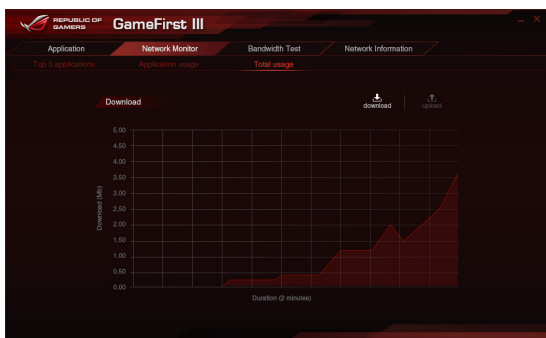 REPUBLIC OF
GAMERS
GameFirst III
Application Network Monitor Bandwidth Test Network Information
Top 5 applications Application usage Total usage
Download
download upload
5.00
4.50
4.00
3.50
3.00
2.50
2.00
1.50
1.00
0.50
0.00
Download (Mb)
Duration (2 minutes)